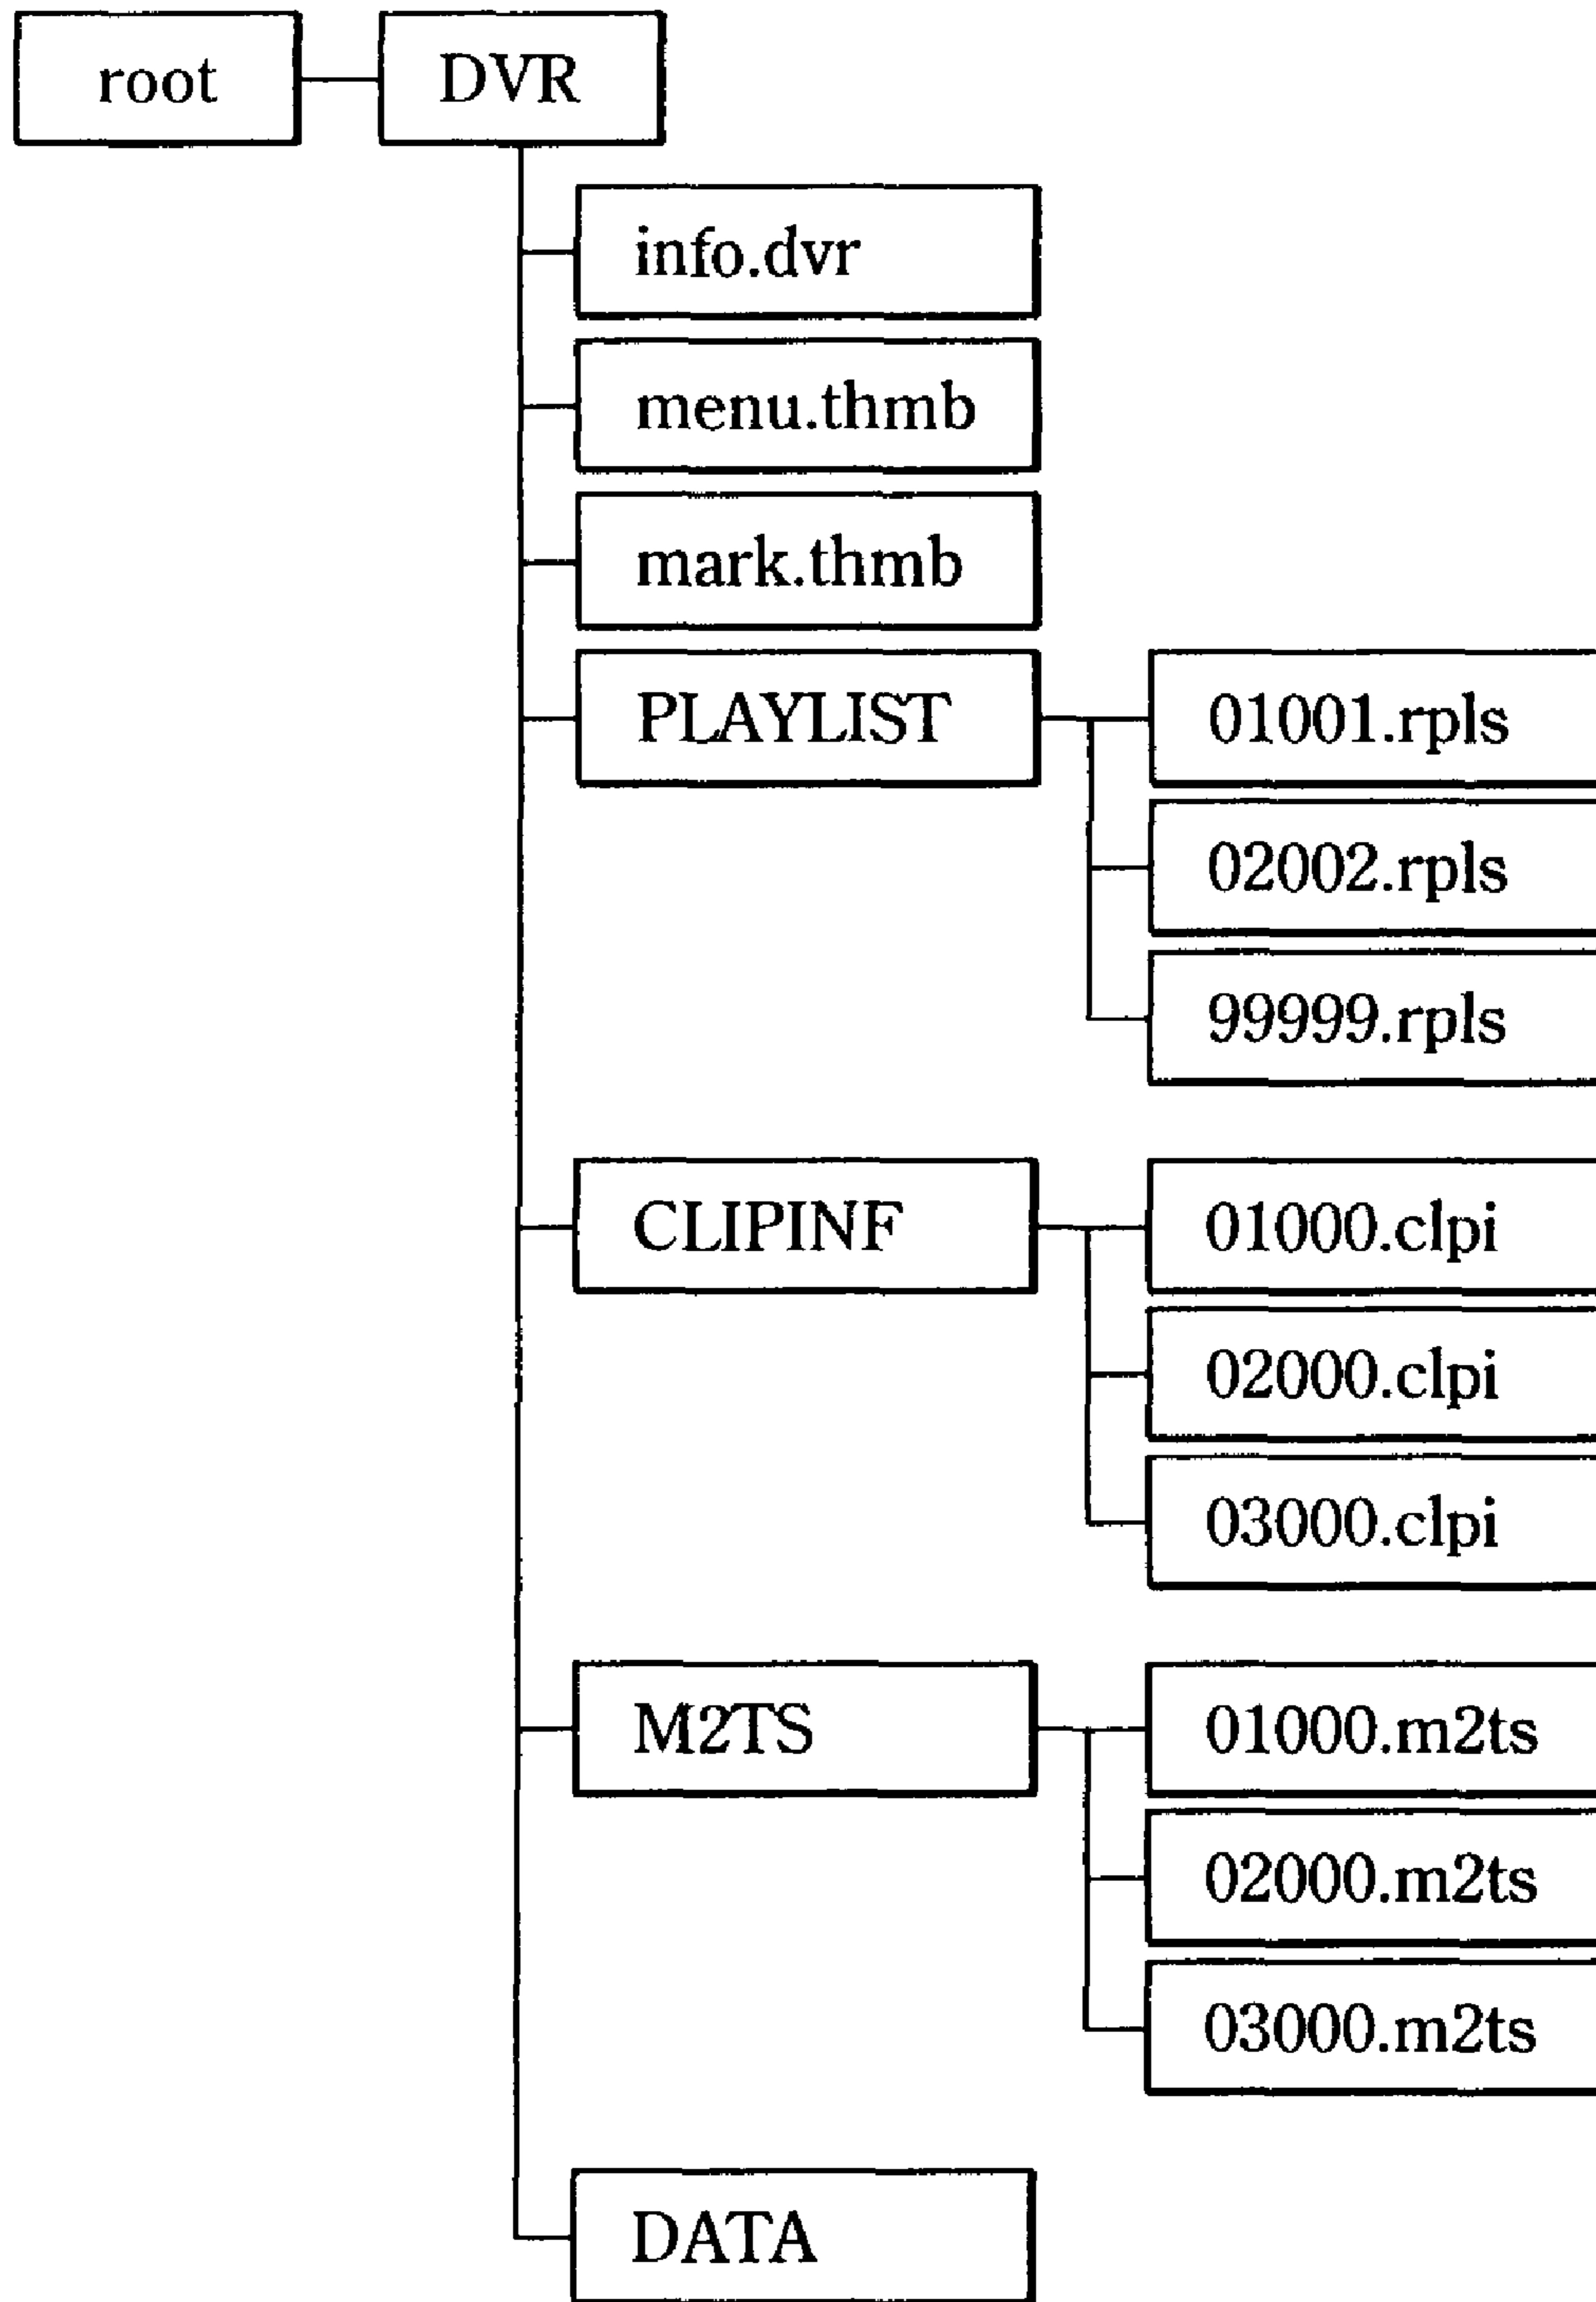 root
DVR
info.dvr
menu.thmb
mark.thmb
PLAYLIST
01001.rpls
02002.rpls
99999.rpls
CLIPINF
01000.clpi
02000.clpi
03000.clpi
M2TS
01000.m2ts
02000.m2ts
03000.m2ts
DATA